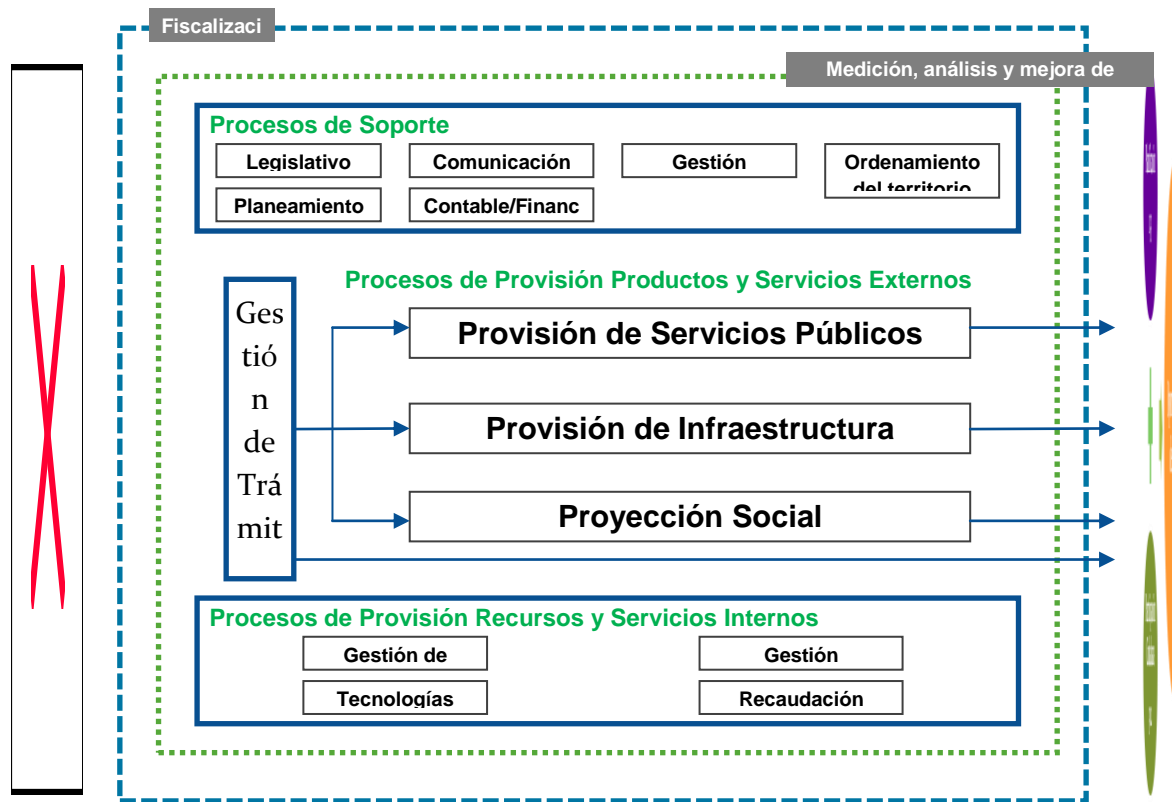 Fiscalizaci
Medición, análisis y mejora de
Procesos de Soporte
Legislativo
Comunicación
Gestión
Ordenamiento
del territorio
Planeamiento
Contable/Financ
Procesos de Provisión Productos y Servicios Externos
Ges
tió
n
de
Trá
mit
Provisión de Servicios Públicos
Provisión de Infraestructura
Proyección Social
Procesos de Provisión Recursos y Servicios Internos
Gestión de
Gestión
Tecnologías
Recaudación